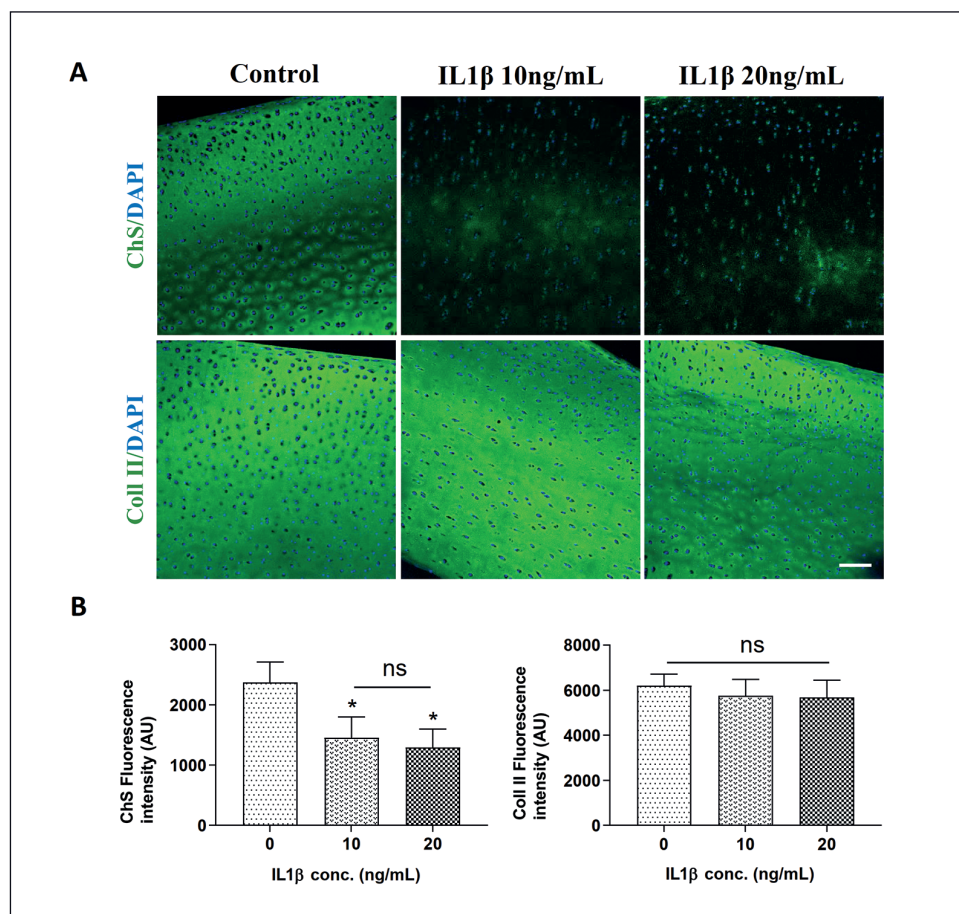 A
Control
IL1β 10ng/mL
IL1β 20ng/mL
ChS/DAPI
Coll II/DAPI
B
ChS Fluorescence
intensity (AU)
3000
2000
1000
0
ns
*
*
0
10
20
IL1β conc. (ng/mL)
Coll II Fluorescence
intensity (AU)
8000
6000
4000
2000
0
ns
0
10
20
IL1β conc. (ng/mL)